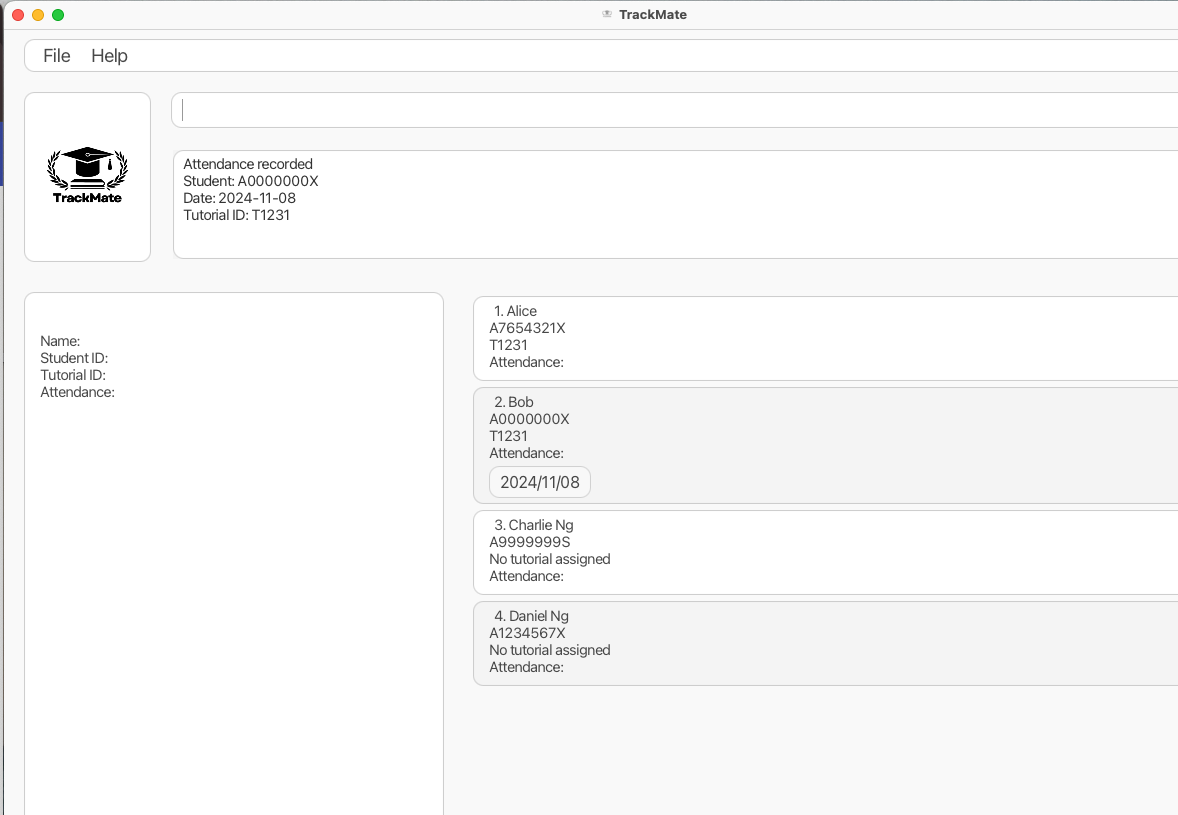 TrackMate
File Help
TrackMate
Attendance recorded
Student: A0000000X
Date: 2024-11-08
Tutorial ID: T1231
Name:
Student ID:
Tutorial ID:
Attendance:
1. Alice
A7654321X
T1231
Attendance:
2. Bob
A0000000X
T1231
Attendance:
2024/11/08
3. Charlie Ng
A9999999S
No tutorial assigned
Attendance:
4. Daniel Ng
A1234567X
No tutorial assigned
Attendance: